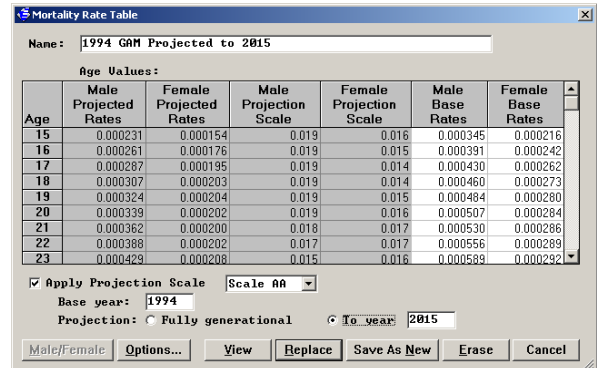 Mortality Rate Table
Name: 1994 GAM Projected to 2015
Age Values:
Age Male Projected Rates Female Projected Rates Male Projection Scale Female Projection Scale Male Base Rates Female Base Rates
15 0.000231 0.000154 0.019 0.016 0.000345 0.000216
16 0.000261 0.000176 0.019 0.015 0.000391 0.000242
17 0.000287 0.000195 0.019 0.014 0.000430 0.000262
18 0.000307 0.000203 0.019 0.014 0.000460 0.000273
19 0.000324 0.000204 0.019 0.015 0.000484 0.000280
20 0.000339 0.000202 0.019 0.016 0.000507 0.000284
21 0.000362 0.000200 0.018 0.017 0.000530 0.000286
22 0.000388 0.000202 0.017 0.017 0.000556 0.000289
23 0.000429 0.000208 0.015 0.016 0.000589 0.000292
Apply Projection Scale Scale AA
Base year: 1994
Projection: Fully generational To year 2015
Male/Female Options... View Replace Save As New Erase Cancel